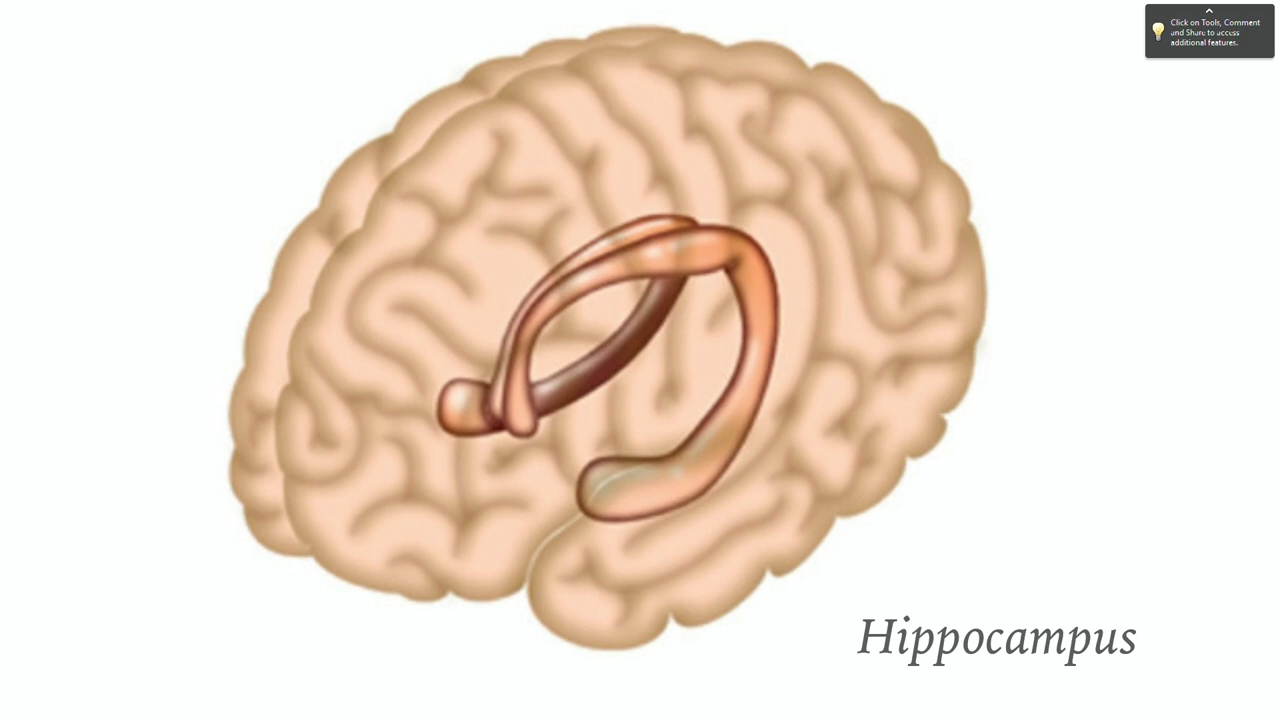 Click on Tools, Comment
and Share to access
additional features.
Hippocampus